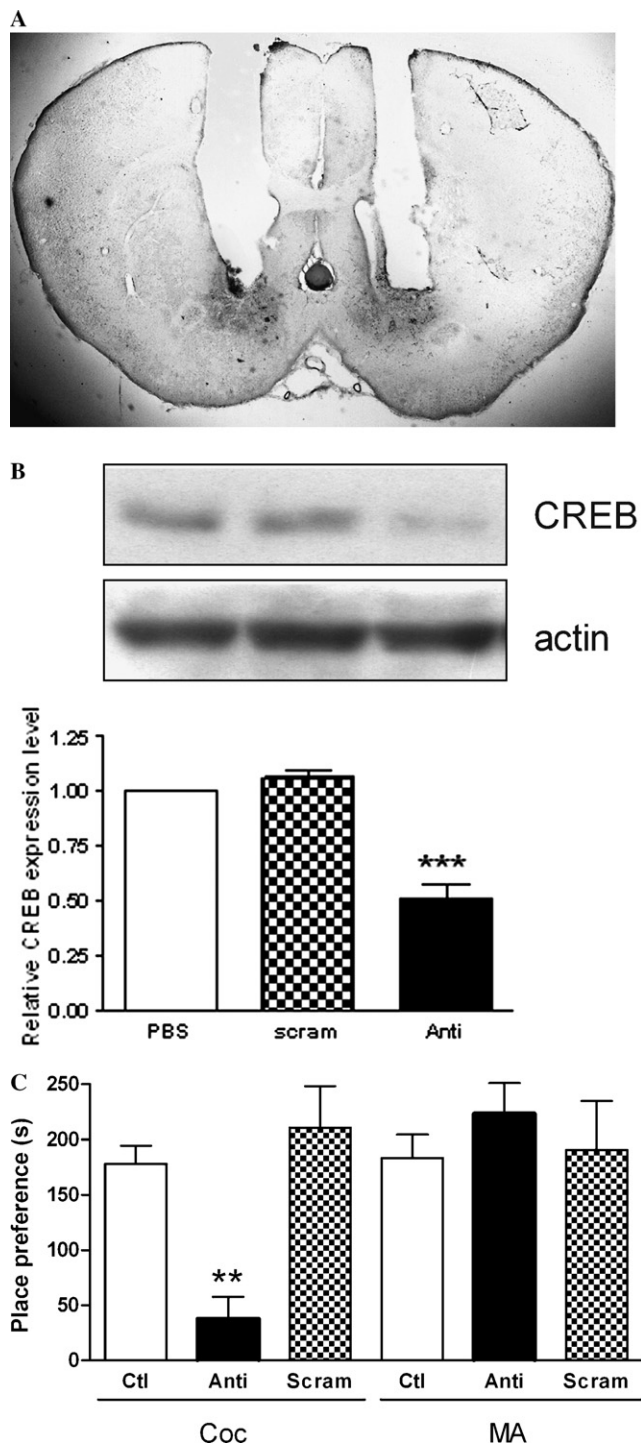 A
B
CREB
actin
Relative CREB expression level
1.25
1.00
0.75
0.50
0.25
0.00
***
PBS scram Anti
C
Place preference (s)
250
200
150
100
50
0
**
Ctl Anti Scram Ctl Anti Scram
Coc MA